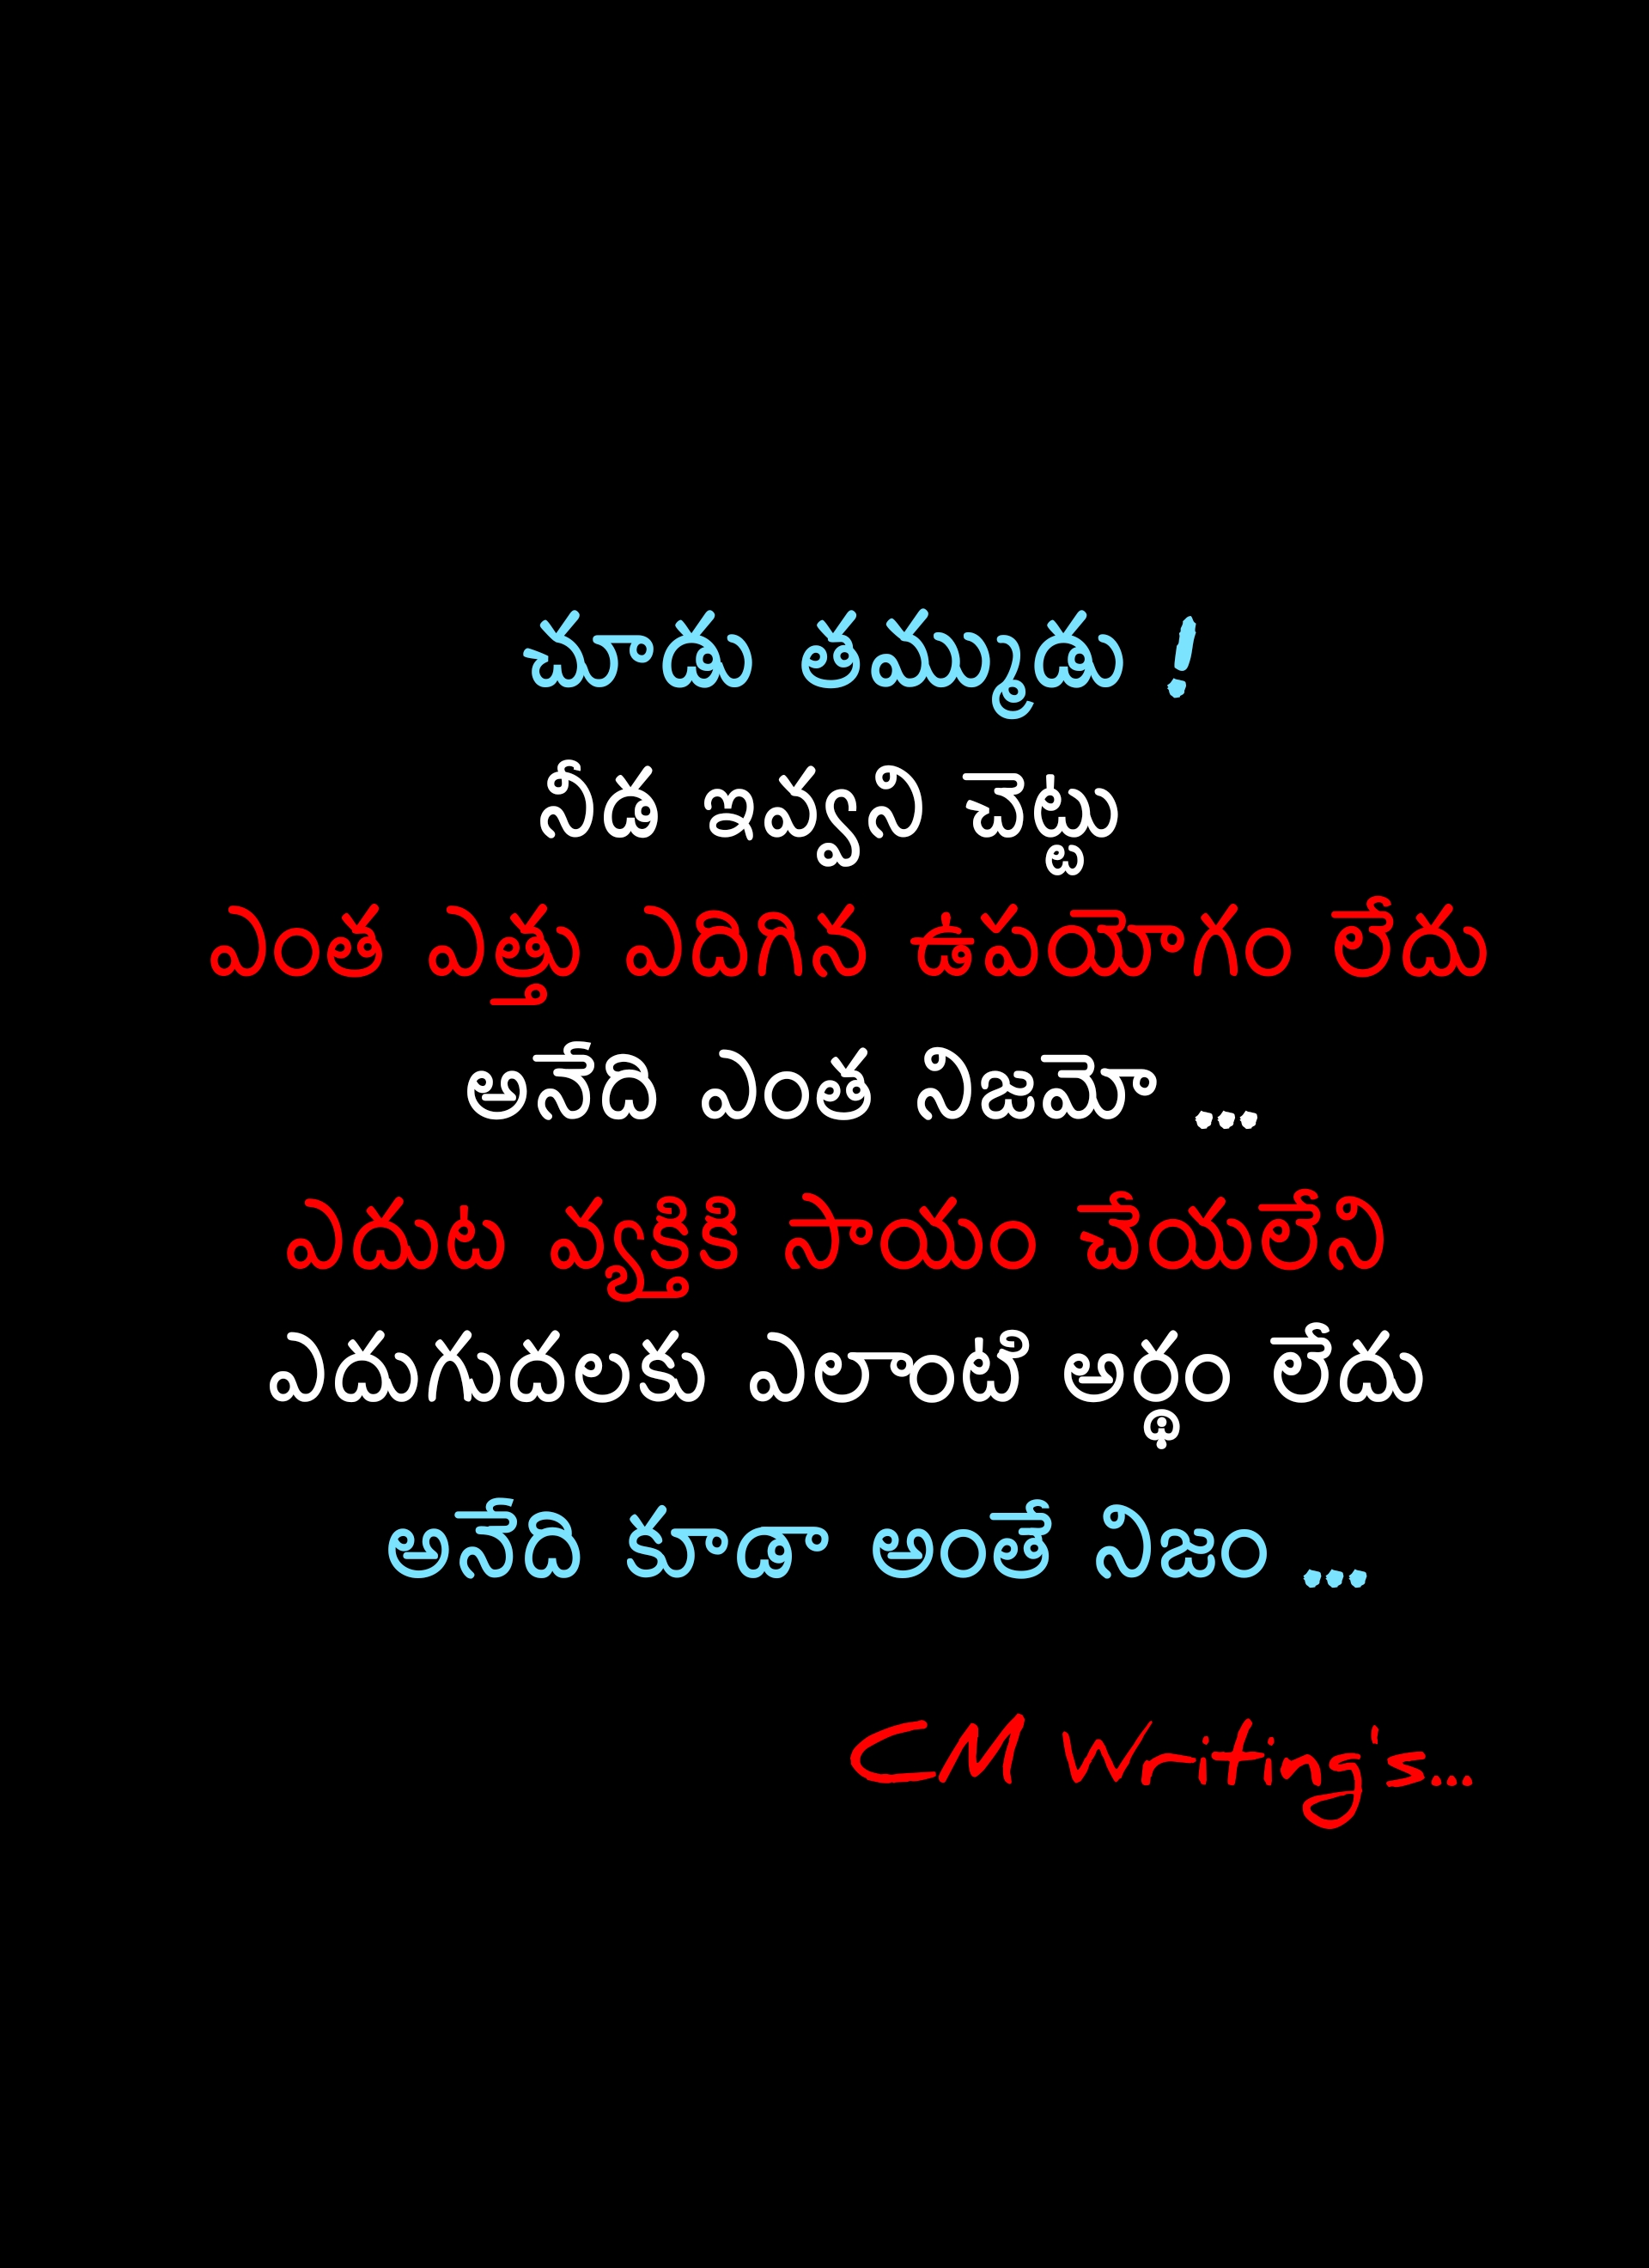 చూడు తమ్ముడు !
నీడ ఇవ్వని చెట్టు
ఎంత ఎత్తు ఎదిగిన ఉపయోగం లేదు
అనేది ఎంత నిజమో ...
ఎదుట వ్యక్తికి సాయం చేయలేని
ఎదుగుదలకు ఎలాంటి అర్థం లేదు
అనేది కూడా అంతే నిజం ...
CM Writing's...